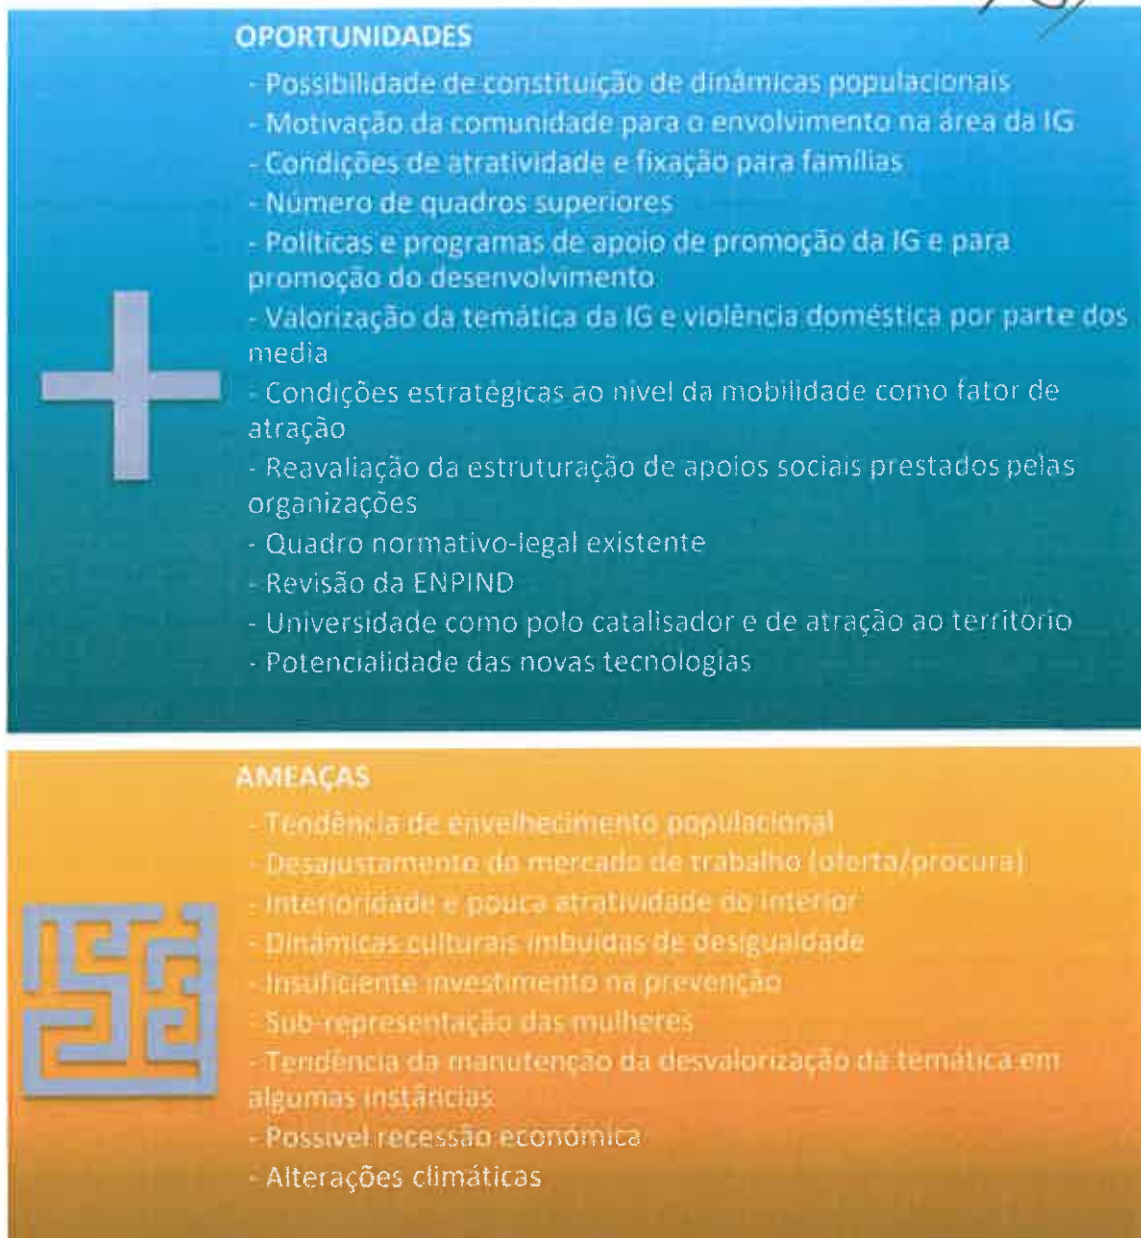 OPORTUNIDADES
- Possibilidade de constituição de dinâmicas populacionais
- Motivação da comunidade para o envolvimento na área da IG
- Condições de atratividade e fixação para famílias
- Número de quadros superiores
- Políticas e programas de apoio de promoção da IG e para
promoção do desenvolvimento
- Valorização da temática da IG e violência doméstica por parte dos
media
- Condições estratégicas ao nível da mobilidade como fator de
atração
- Reavaliação da estruturação de apoios sociais prestados pelas
organizações
- Quadro normativo-legal existente
- Revisão da ENPIND
- Universidade como polo catalisador e de atração ao território
- Potencialidade das novas tecnologias
AMEAÇAS
- Tendência de envelhecimento populacional
- Desajustamento do mercado de trabalho (oferta/procura)
- Interioridade e pouca atratividade do interior
- Dinâmicas culturais imbuídas de desigualdade
- Insuficiente investimento na prevenção
- Sub-representação das mulheres
- Tendência da manutenção da desvalorização da temática em
algumas instâncias
- Possível recessão económica
- Alterações climáticas